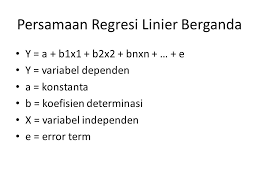 Persamaan Regresi Linier Berganda
• Y = a + b1x1 + b2x2 + bnxn + ... + e
• Y = variabel dependen
• a = konstanta
• b = koefisien determinasi
• X = variabel independen
• e = error term